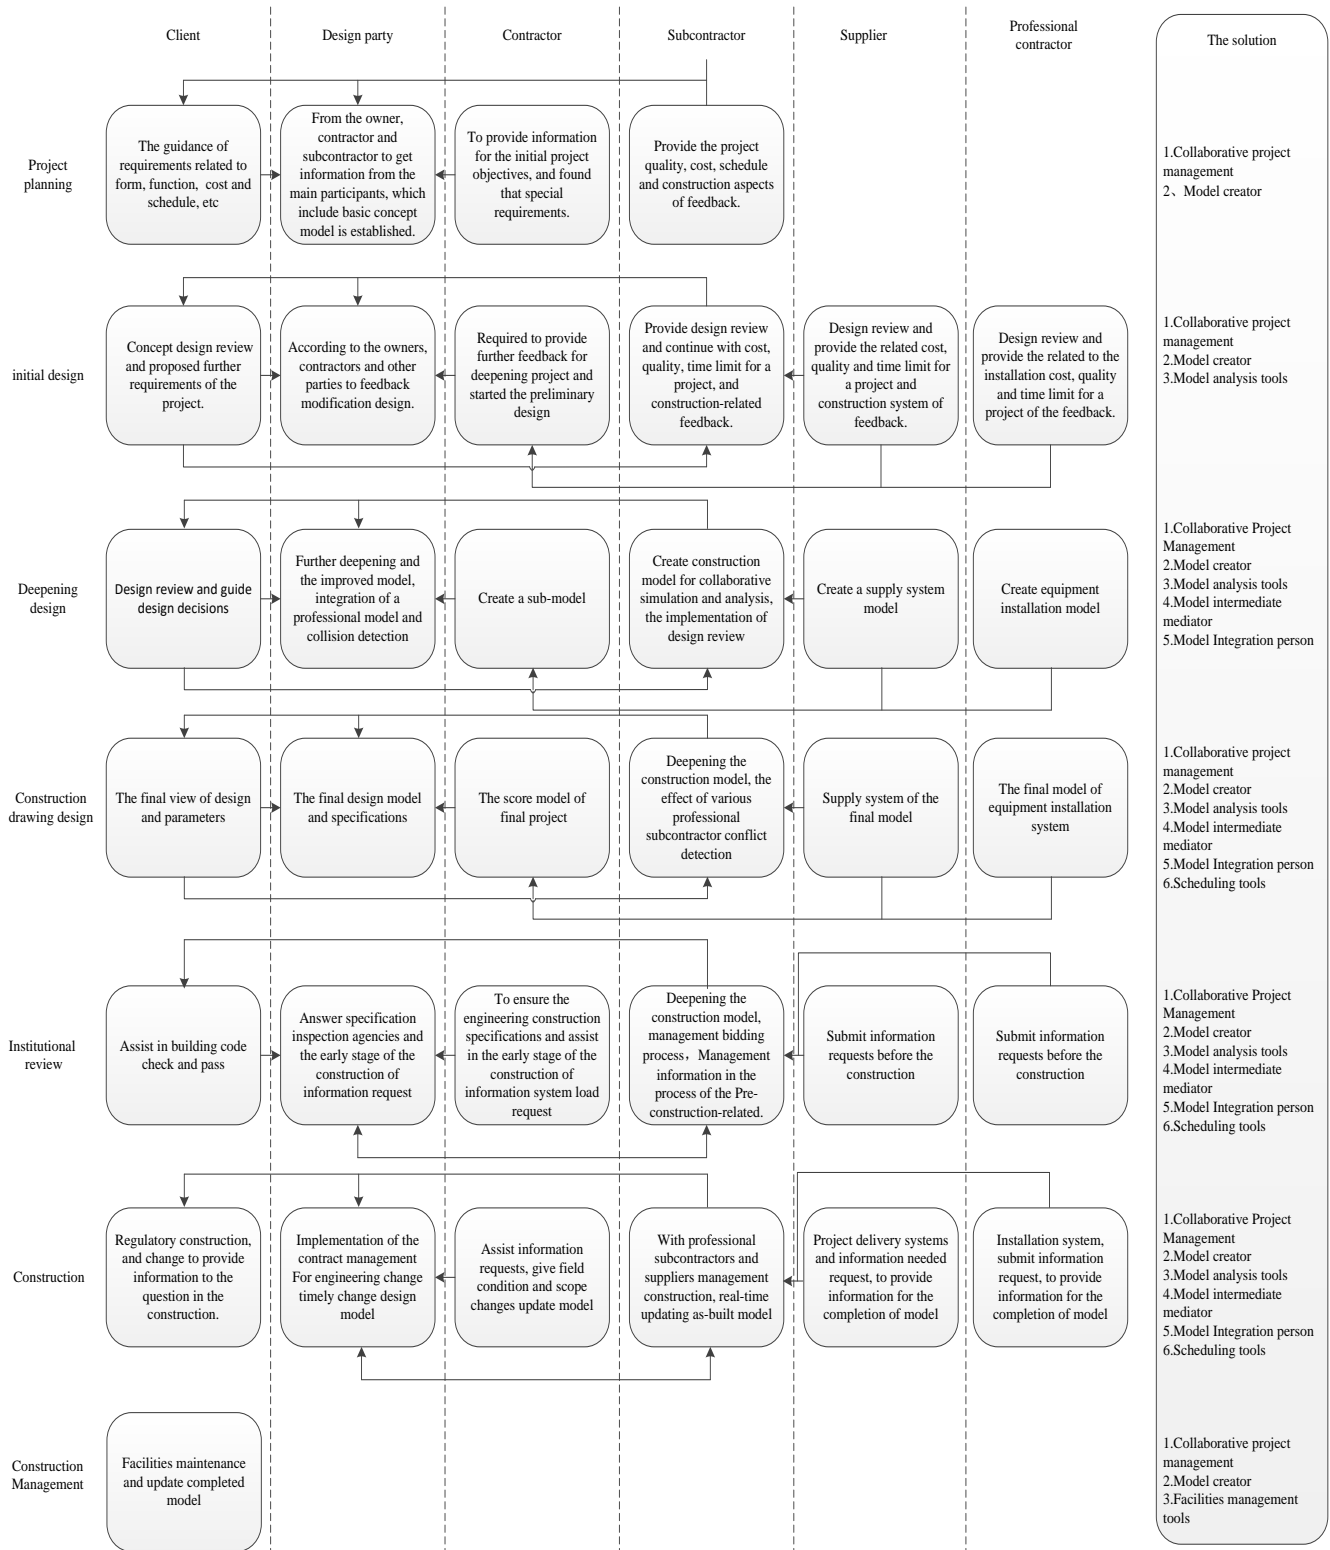 Client
Design party
Contractor
Subcontractor
Supplier
Professional
contractor
The solution
Project
planning
The guidance of
requirements related to
form, function, cost and
schedule, etc
From the owner,
contractor and
subcontractor to get
information from the
main participants, which
include basic concept
model is established.
To provide information
for the initial project
objectives, and found that
special requirements.
Provide the project
quality, cost, schedule
and construction aspects
of feedback.
1.Collaborative project
management
2、Model creator
initial design
Concept design review
and proposed further
requirements of the
project.
According to the owners,
contractors and other
parties to feedback
modification design.
Required to provide
further feedback for
deepening project and
started the preliminary
design
Provide design review
and continue with cost,
quality, time limit for a
project, and
construction-related
feedback.
Design review and
provide the related cost,
quality and time limit for
a project and
construction system of
feedback.
Design review and
provide the related to the
installation cost, quality
and time limit for a
project of the feedback.
1.Collaborative project
management
2.Model creator
3.Model analysis tools
Deepening
design
Design review and guide
design decisions
Further deepening and
the improved model,
integration of a
professional model and
collision detection
Create a sub-model
Create construction
model for collaborative
simulation and analysis,
the implementation of
design review
Create a supply system
model
Create equipment
installation model
1.Collaborative Project
Management
2.Model creator
3.Model analysis tools
4.Model intermediate
mediator
5.Model Integration person
Construction
drawing design
The final view of design
and parameters
The final design model
and specifications
The score model of
final project
Deepening the
construction model, the
effect of various
professional
subcontractor conflict
detection
Supply system of the
final model
The final model of
equipment installation
system
1.Collaborative project
management
2.Model creator
3.Model analysis tools
4.Model intermediate
mediator
5.Model Integration person
6.Scheduling tools
Institutional
review
Assist in building code
check and pass
Answer specification
inspection agencies and
the early stage of the
construction of
information request
To ensure the
engineering construction
specifications and assist
in the early stage of the
construction of
information system load
request
Deepening the
construction model,
management bidding
process，Management
information in the
process of the Pre-
construction-related.
Submit information
requests before the
construction
Submit information
requests before the
construction
1.Collaborative Project
Management
2.Model creator
3.Model analysis tools
4.Model intermediate
mediator
5.Model Integration person
6.Scheduling tools
Construction
Regulatory construction,
and change to provide
information to the
question in the
construction.
Implementation of the
contract management
For engineering change
timely change design
model
Assist information
requests, give field
condition and scope
changes update model
With professional
subcontractors and
suppliers management
construction, real-time
updating as-built model
Project delivery systems
and information needed
request, to provide
information for the
completion of model
Installation system,
submit information
request, to provide
information for the
completion of model
1.Collaborative Project
Management
2.Model creator
3.Model analysis tools
4.Model intermediate
mediator
5.Model Integration person
6.Scheduling tools
Construction
Management
Facilities maintenance
and update completed
model
1.Collaborative project
management
2.Model creator
3.Facilities management
tools